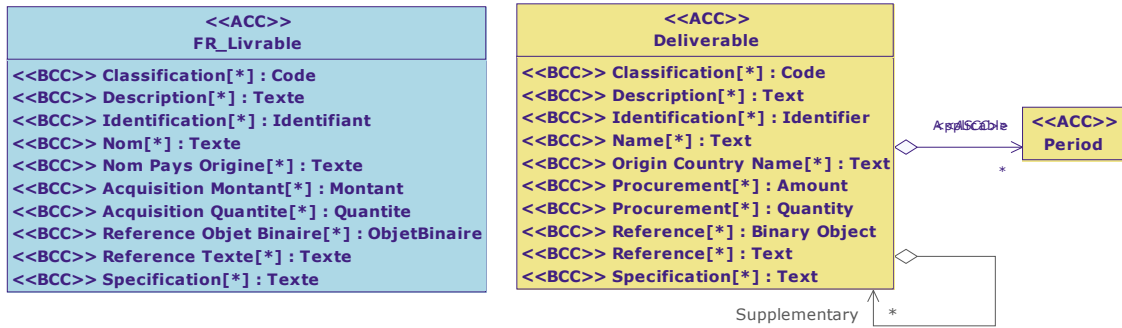 <<ACC>>
FR_Livrable
<<BCC>> Classification[*] : Code
<<BCC>> Description[*] : Texte
<<BCC>> Identification[*] : Identifiant
<<BCC>> Nom[*] : Texte
<<BCC>> Nom Pays Origine[*] : Texte
<<BCC>> Acquisition Montant[*] : Montant
<<BCC>> Acquisition Quantite[*] : Quantite
<<BCC>> Reference Objet Binaire[*] : ObjetBinaire
<<BCC>> Reference Texte[*] : Texte
<<BCC>> Specification[*] : Texte
<<ACC>>
Deliverable
<<BCC>> Classification[*] : Code
<<BCC>> Description[*] : Text
<<BCC>> Identification[*] : Identifier
<<BCC>> Name[*] : Text
<<BCC>> Origin Country Name[*] : Text
<<BCC>> Procurement[*] : Amount
<<BCC>> Procurement[*] : Quantity
<<BCC>> Reference[*] : Binary Object
<<BCC>> Reference[*] : Text
<<BCC>> Specification[*] : Text
Applicable
<<ASCC>>
*
<<ACC>>
Period
Supplementary
*